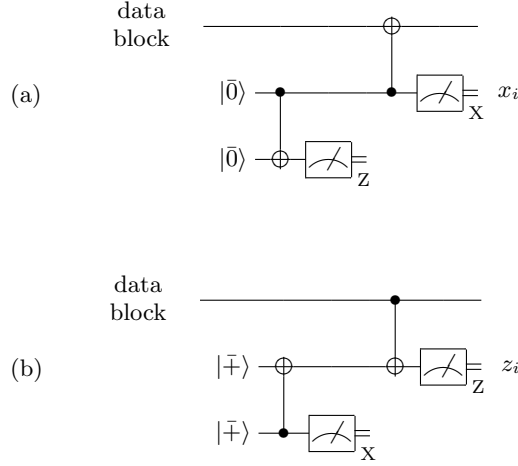 data
block
(a)
|0̄⟩
X
x_i
|0̄⟩
Z
data
block
(b)
|+̄⟩
Z
z_i
|+̄⟩
X